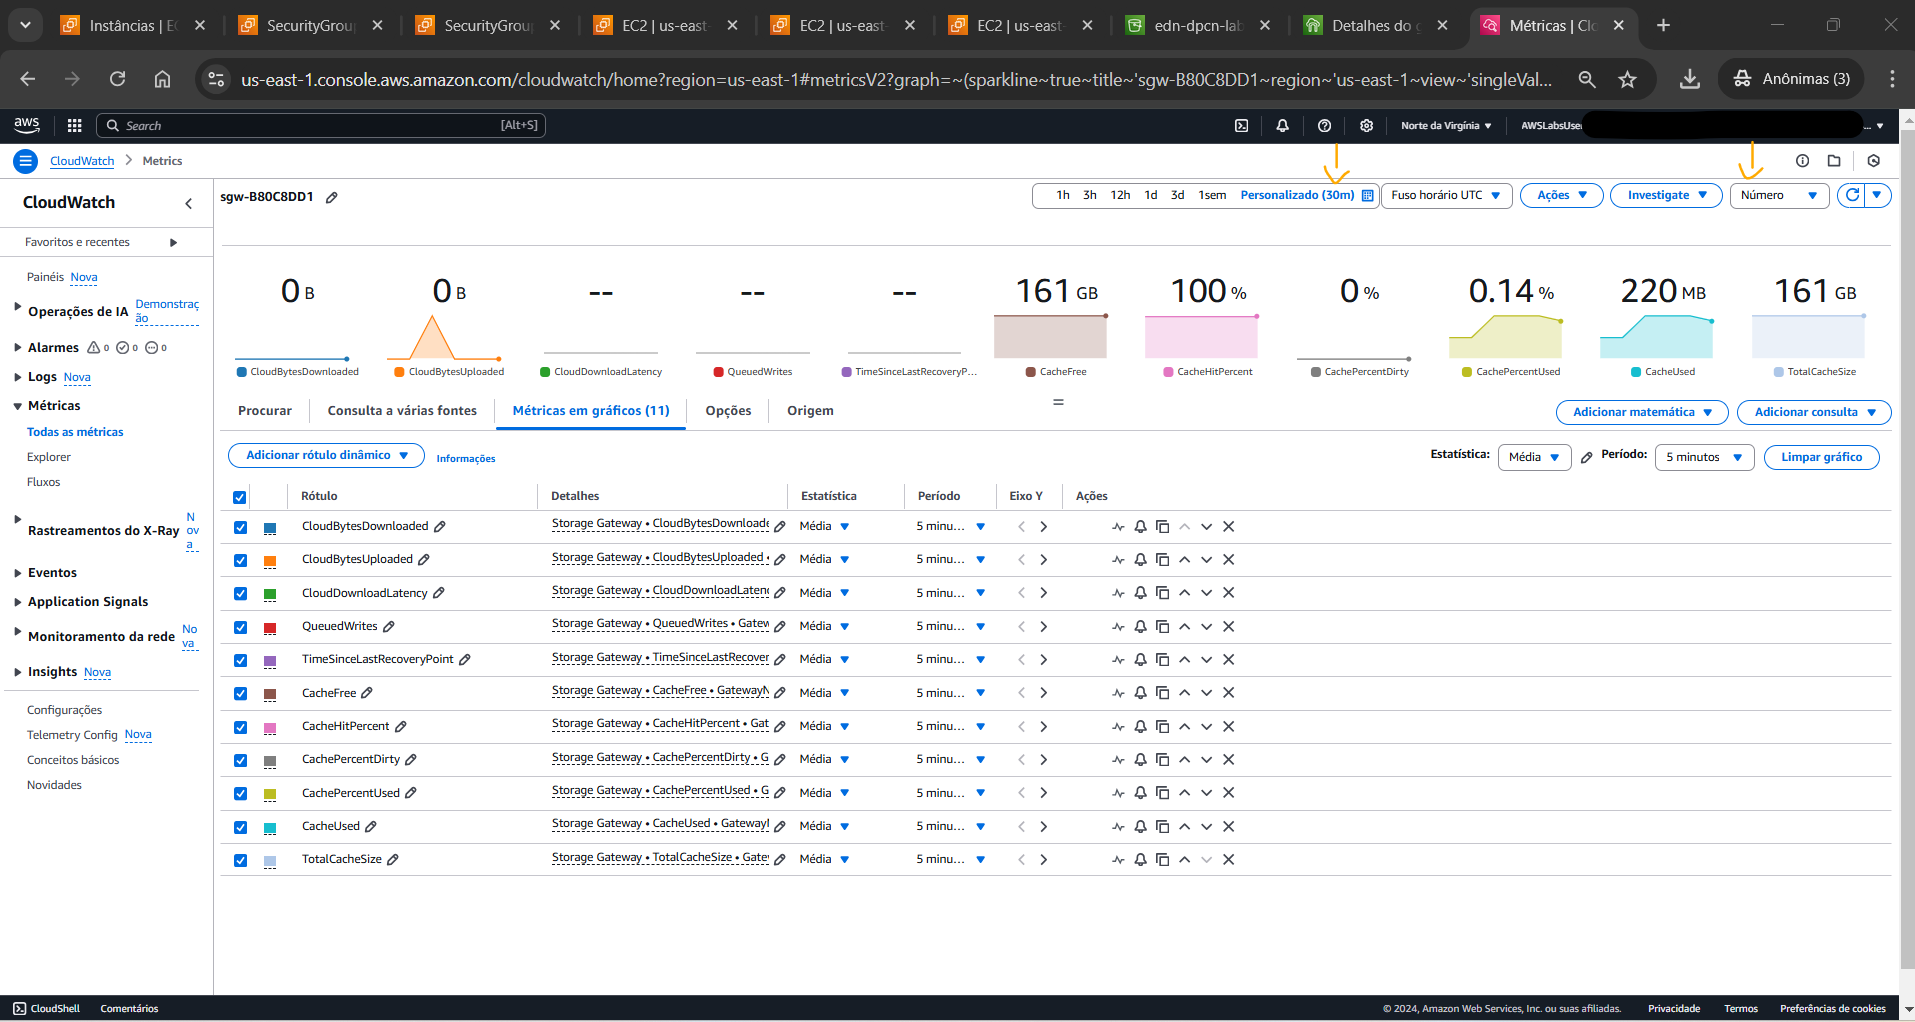 Instâncias | E
SecurityGrou
SecurityGrou
EC2 | us-east-
EC2 | us-east-
EC2 | us-east-
edn-dpcn-lab
Detalhes do g
Métricas | Clo
us-east-1.console.aws.amazon.com/cloudwatch/home?region=us-east-1#metricsV2?graph=~(sparkline~true~title~'sgw-B80C8DD1~region~'us-east-1~view~'singleVal...
Anônimas (3)
aws
Search
[Alt+S]
Norte da Virgínia
AWSLabsUse
...
CloudWatch
Metrics
CloudWatch
Favoritos e recentes
Painéis Nova
Operações de IA
Demonstraç
ão
Alarmes 0 0 0
Logs Nova
Métricas
Todas as métricas
Explorer
Fluxos
Rastreamentos do X-Ray
N
ov
a
Eventos
Application Signals
Monitoramento da rede
No
va
Insights Nova
Configurações
Telemetry Config Nova
Conceitos básicos
Novidades
sgw-B80C8DD1
1h 3h 12h 1d 3d 1sem Personalizado (30m)
Fuso horário UTC
Ações
Investigate
Número
0 B
CloudBytesDownloaded
0 B
CloudBytesUploaded
--
CloudDownloadLatency
--
QueuedWrites
--
TimeSinceLastRecoveryP...
161 GB
CacheFree
100 %
CacheHitPercent
0 %
CachePercentDirty
0.14 %
CachePercentUsed
220 MB
CacheUsed
161 GB
TotalCacheSize
Procurar
Consulta a várias fontes
Métricas em gráficos (11)
Opções
Origem
Adicionar matemática
Adicionar consulta
Adicionar rótulo dinâmico
Informações
Estatística: Média
Período: 5 minutos
Limpar gráfico
Rótulo Detalhes Estatística Período Eixo Y Ações
CloudBytesDownloaded Storage Gateway • CloudBytesDownloade Média 5 minu...
CloudBytesUploaded Storage Gateway • CloudBytesUploaded • Média 5 minu...
CloudDownloadLatency Storage Gateway • CloudDownloadLaten Média 5 minu...
QueuedWrites Storage Gateway • QueuedWrites • Gatew Média 5 minu...
TimeSinceLastRecoveryPoint Storage Gateway • TimeSinceLastRecover Média 5 minu...
CacheFree Storage Gateway • CacheFree • GatewayN Média 5 minu...
CacheHitPercent Storage Gateway • CacheHitPercent • Gat Média 5 minu...
CachePercentDirty Storage Gateway • CachePercentDirty • G Média 5 minu...
CachePercentUsed Storage Gateway • CachePercentUsed • G Média 5 minu...
CacheUsed Storage Gateway • CacheUsed • Gateway Média 5 minu...
TotalCacheSize Storage Gateway • TotalCacheSize • Gate Média 5 minu...
CloudShell
Comentários
© 2024, Amazon Web Services, Inc. ou suas afiliadas.
Privacidade
Termos
Preferências de cookies